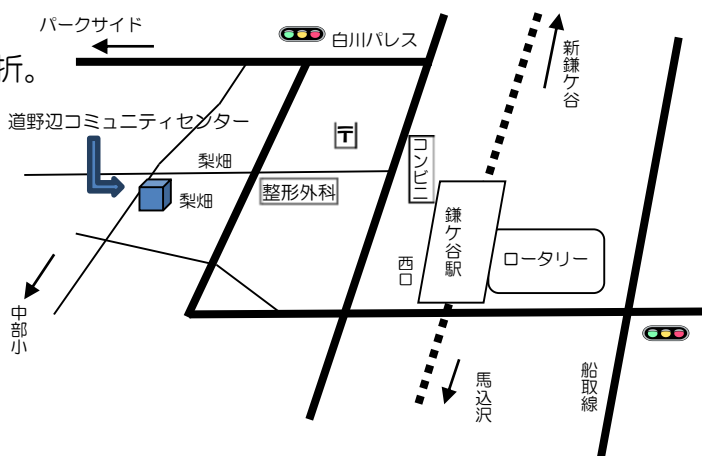 パークサイド
白川パレス
新鎌ケ谷
折。
道野辺コミュニティセンター
〒
コンビニ
梨畑
整形外科
梨畑
鎌ケ谷駅
ロータリー
西口
中部小
馬込沢
船取線